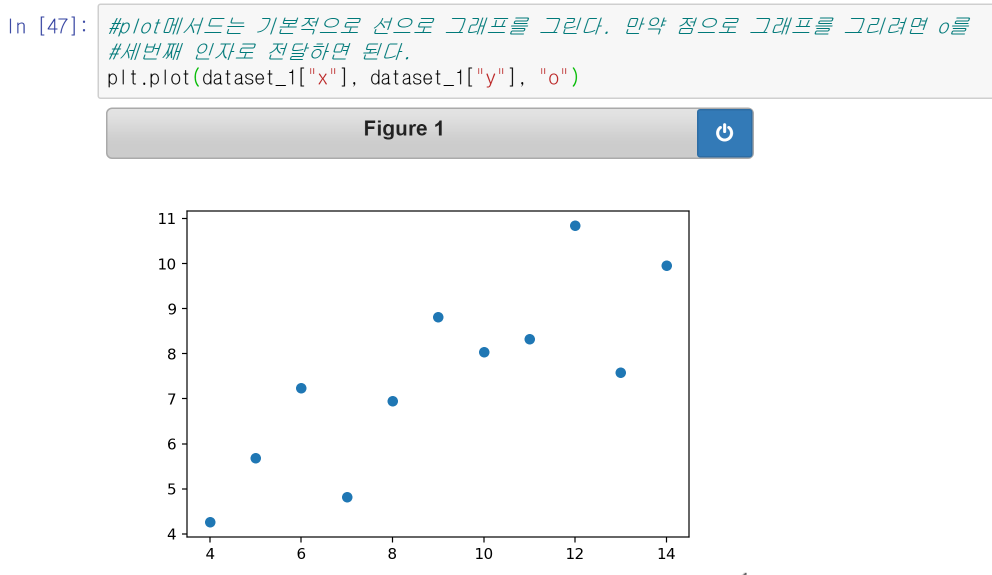 In [47]: #plot메서드는 기본적으로 선으로 그래프를 그린다. 만약 점으로 그래프를 그리려면 o를
#세번째 인자로 전달하면 된다.
plt.plot(dataset_1["x"], dataset_1["y"], "o")
Figure 1
11
10
9
8
7
6
5
4
4 6 8 10 12 14